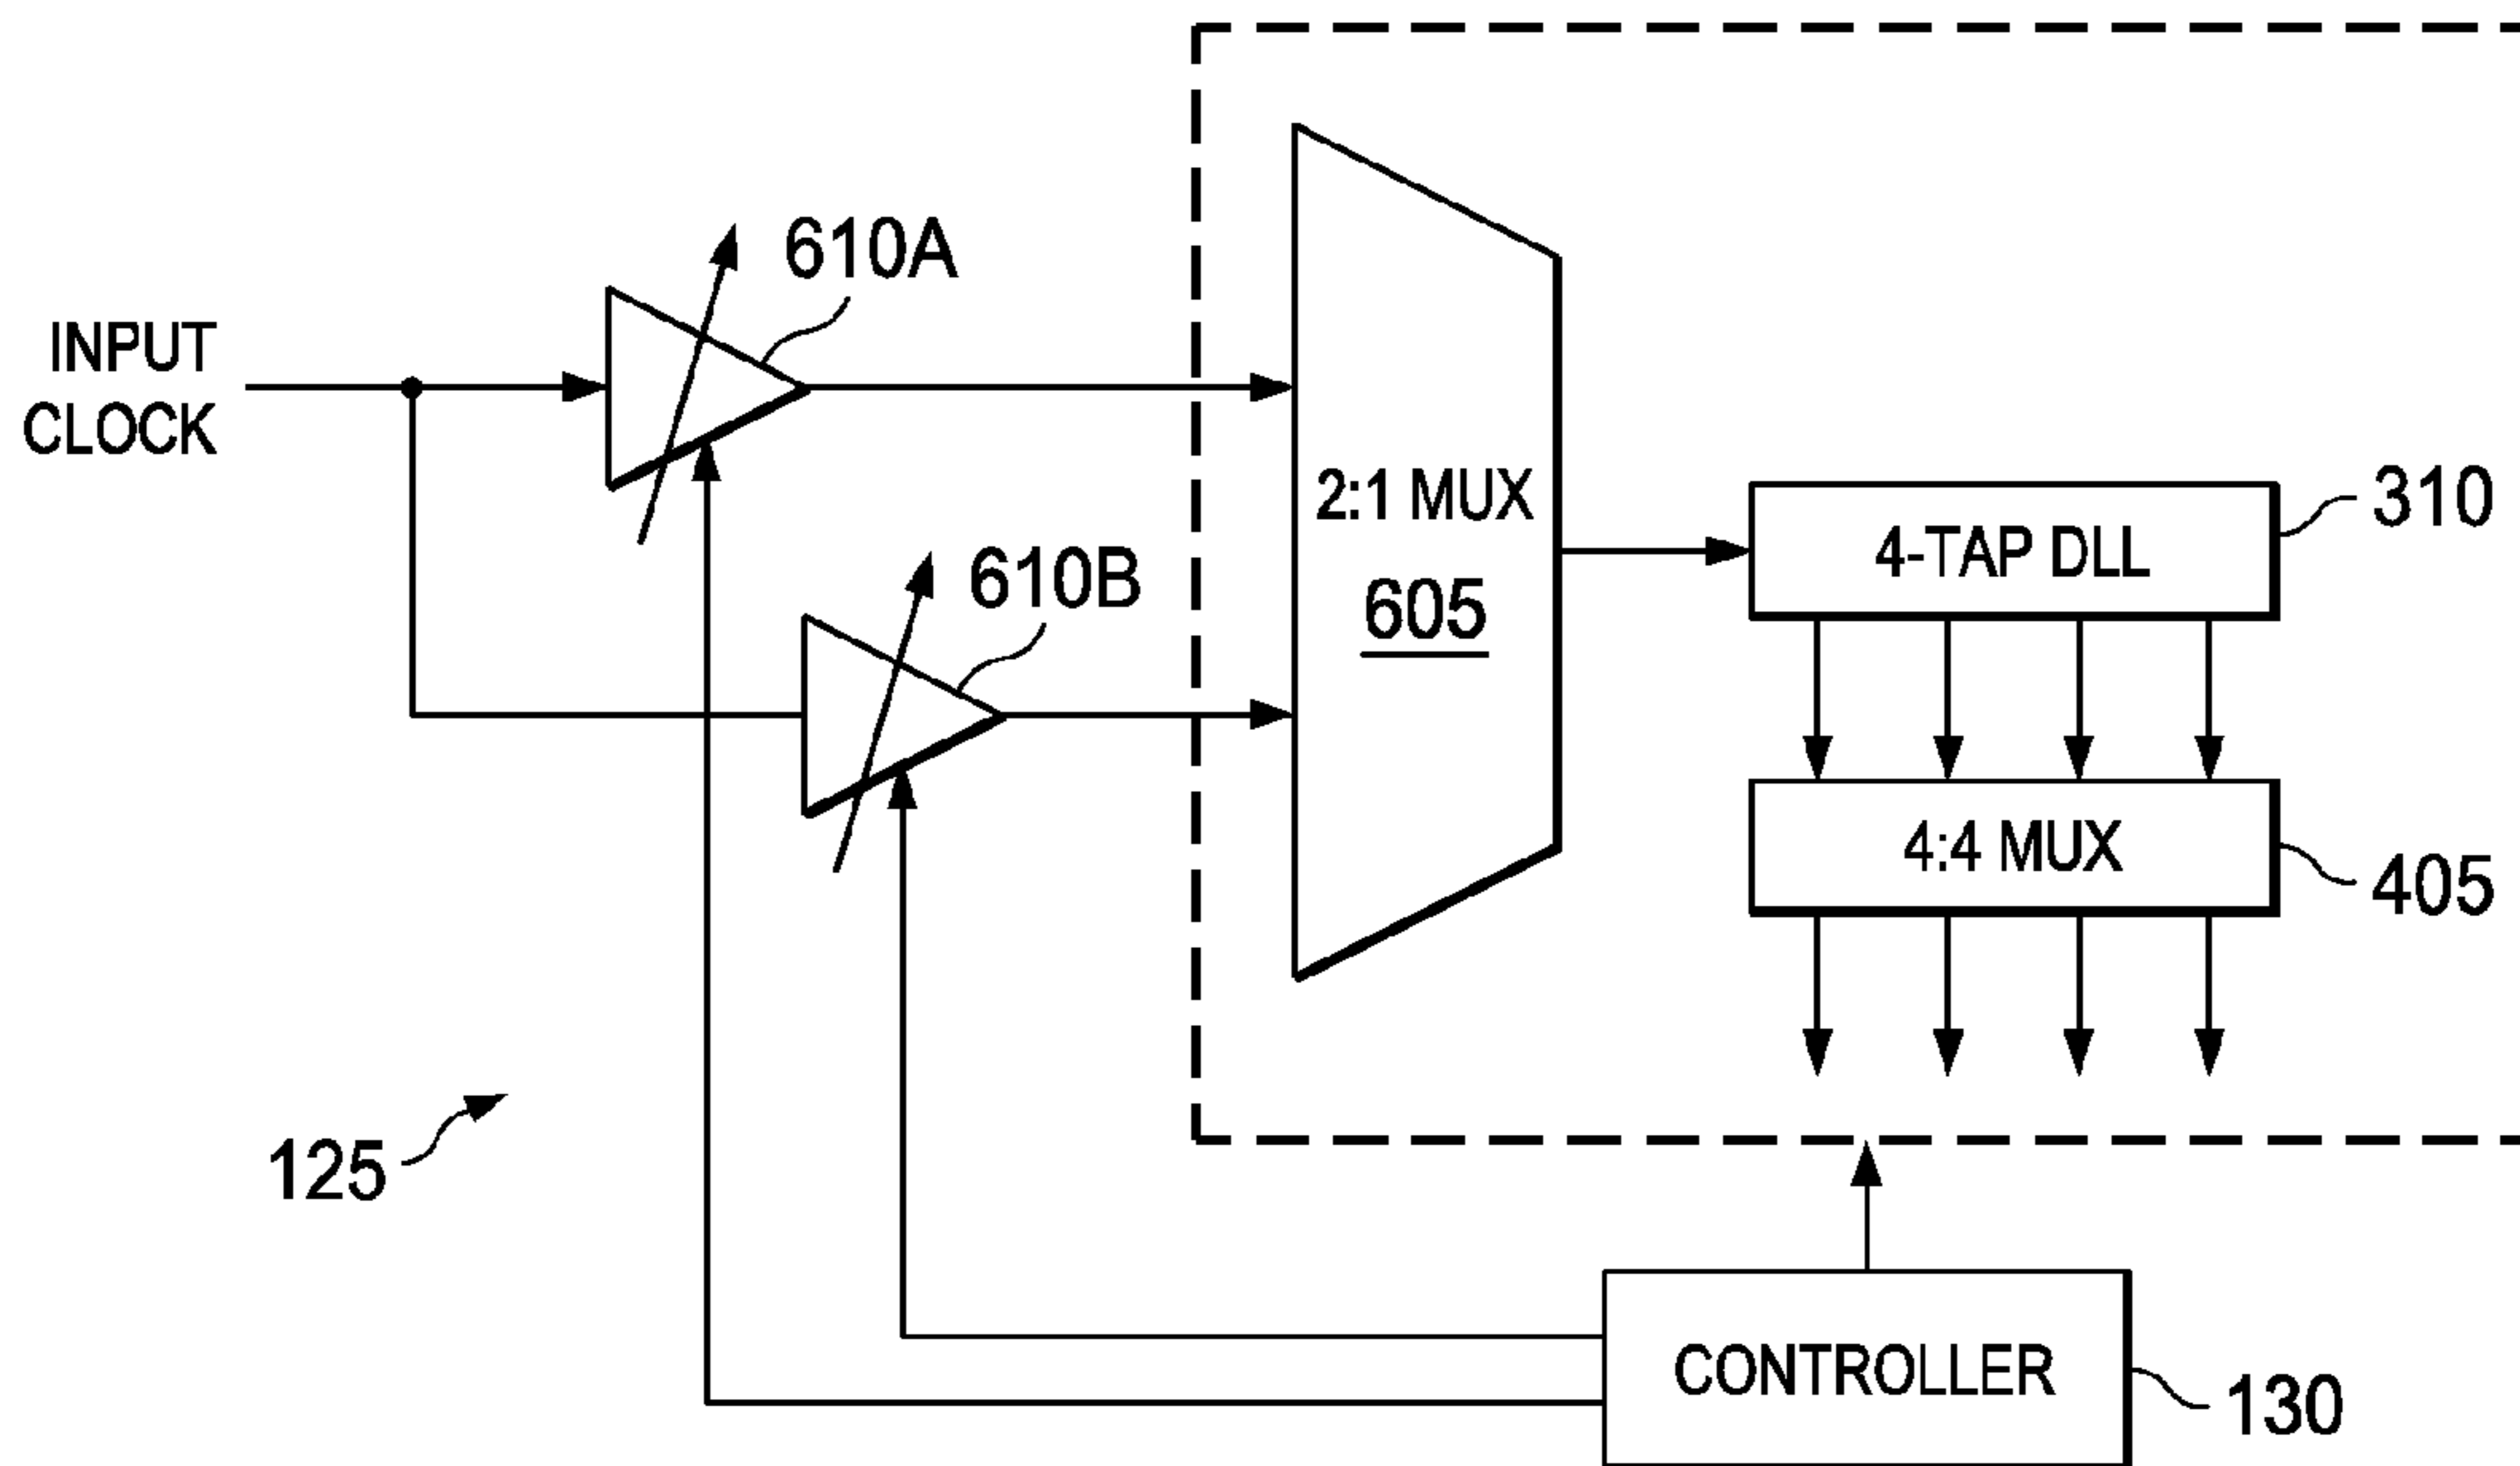 610A
INPUT
CLOCK
2:1 MUX
605
310
4-TAP DLL
610B
4:4 MUX
405
125
CONTROLLER
130